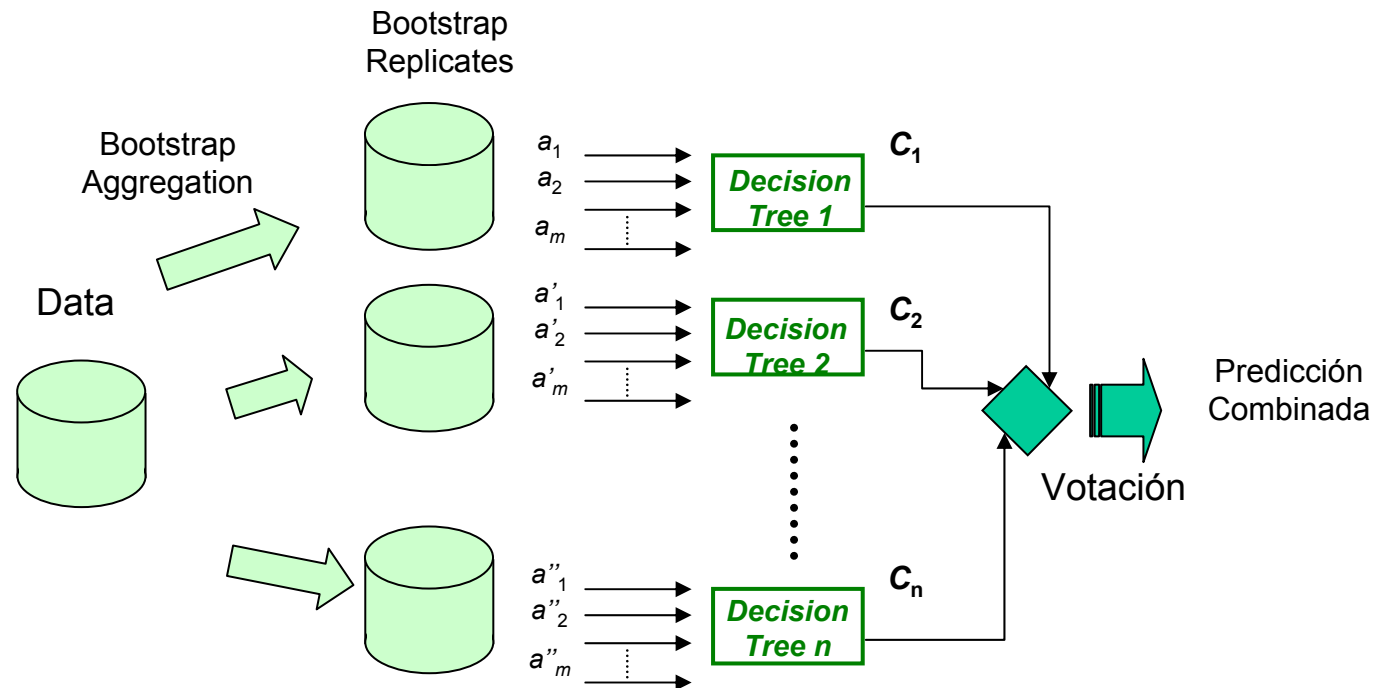 Bootstrap
Replicates
Bootstrap
Aggregation
Data
a1
a2
am
Decision
Tree 1
C1
a'1
a'2
a'm
Decision
Tree 2
C2
a''1
a''2
a''m
Decision
Tree n
Cn
Votación
Predicción
Combinada